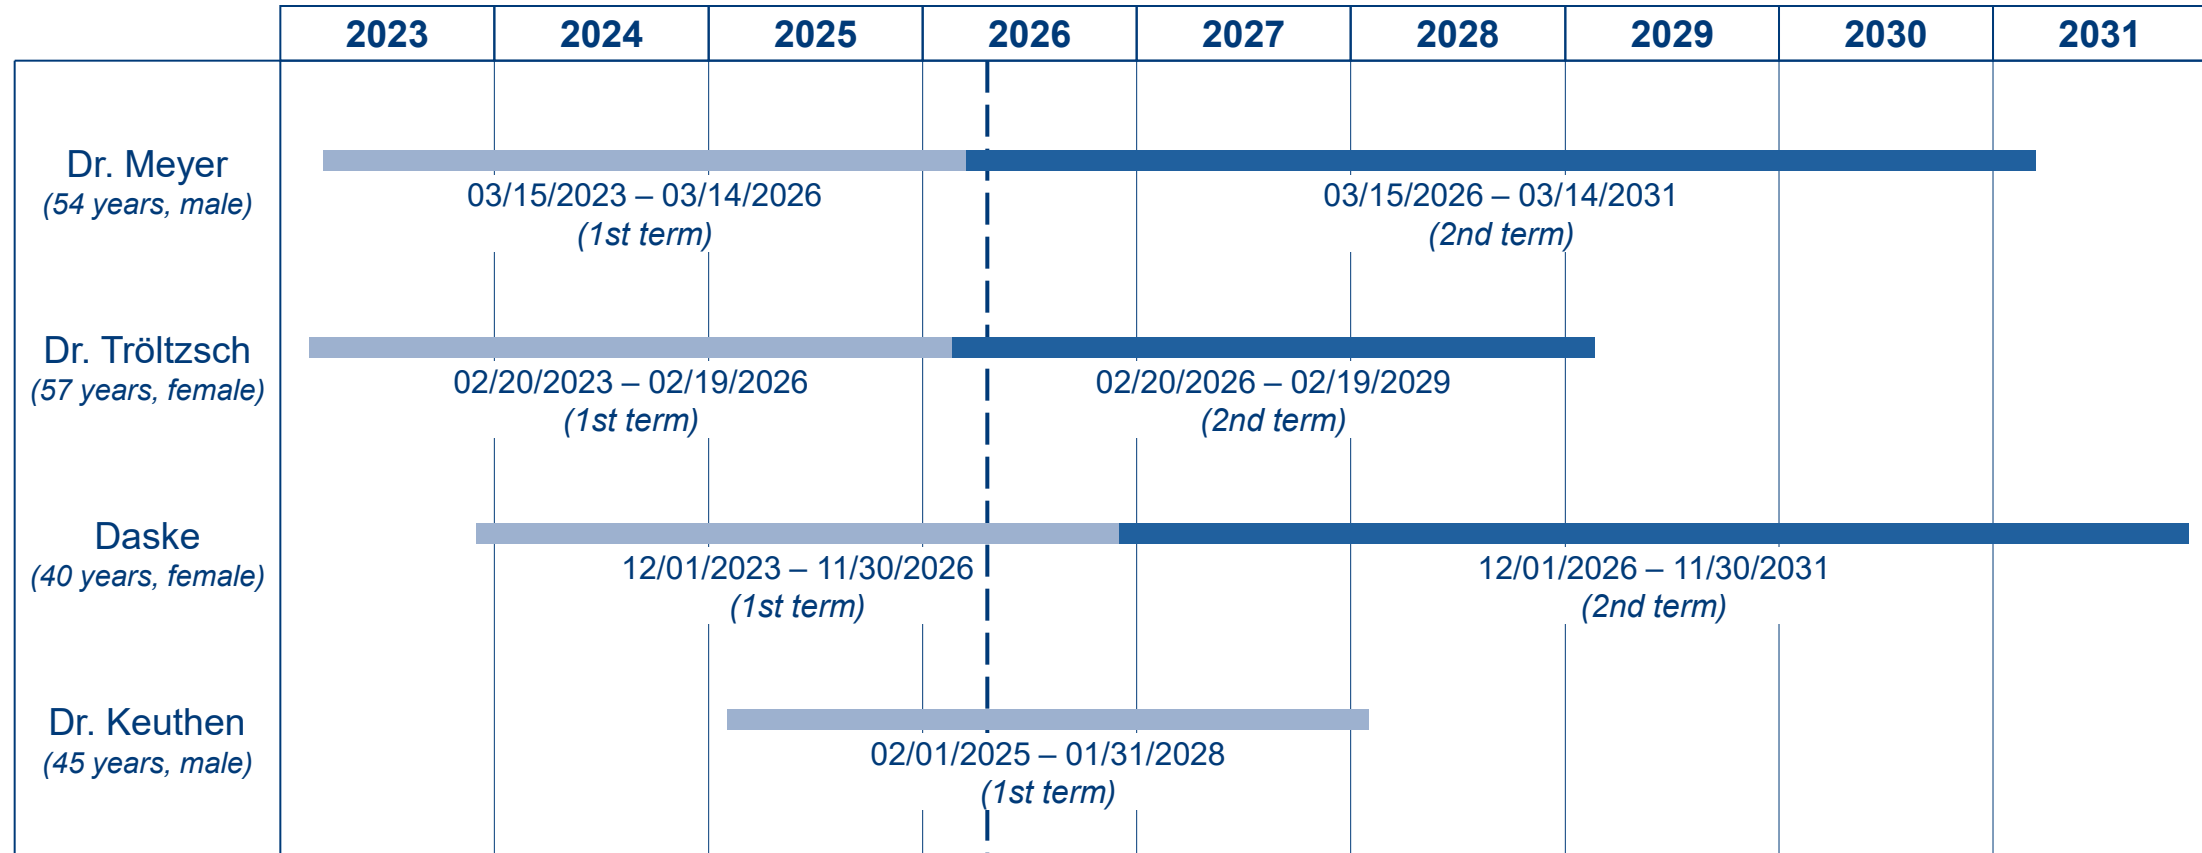 2023 2024 2025 2026 2027 2028 2029 2030 2031
Dr. Meyer
(54 years, male)
03/15/2023 – 03/14/2026
(1st term)
03/15/2026 – 03/14/2031
(2nd term)
Dr. Tröltzsch
(57 years, female)
02/20/2023 – 02/19/2026
(1st term)
02/20/2026 – 02/19/2029
(2nd term)
Daske
(40 years, female)
12/01/2023 – 11/30/2026
(1st term)
12/01/2026 – 11/30/2031
(2nd term)
Dr. Keuthen
(45 years, male)
02/01/2025 – 01/31/2028
(1st term)